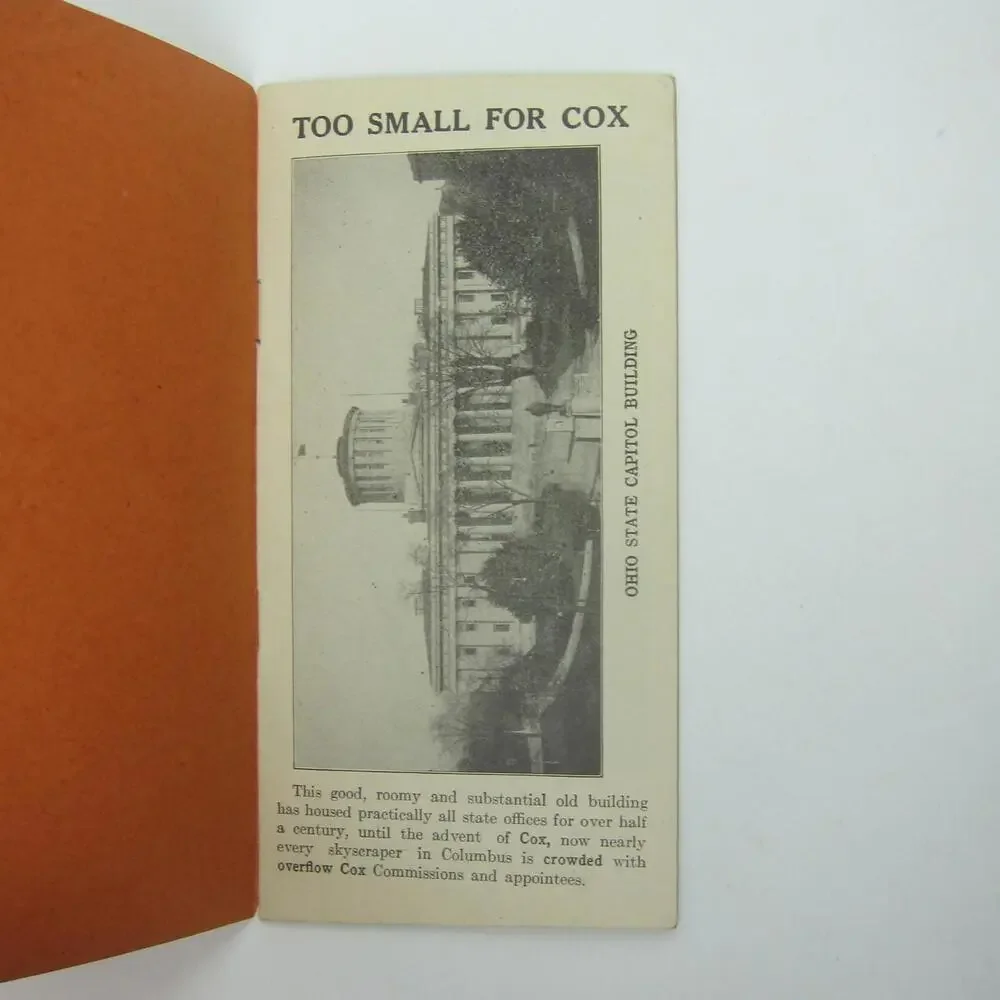 TOO SMALL FOR COX
OHIO STATE CAPITOL BUILDING
This good, roomy and substantial old building
has housed practically all state offices for over half
a century, until the advent of Cox, now nearly
every skyscraper in Columbus is crowded with
overflow Cox Commissions and appointees.